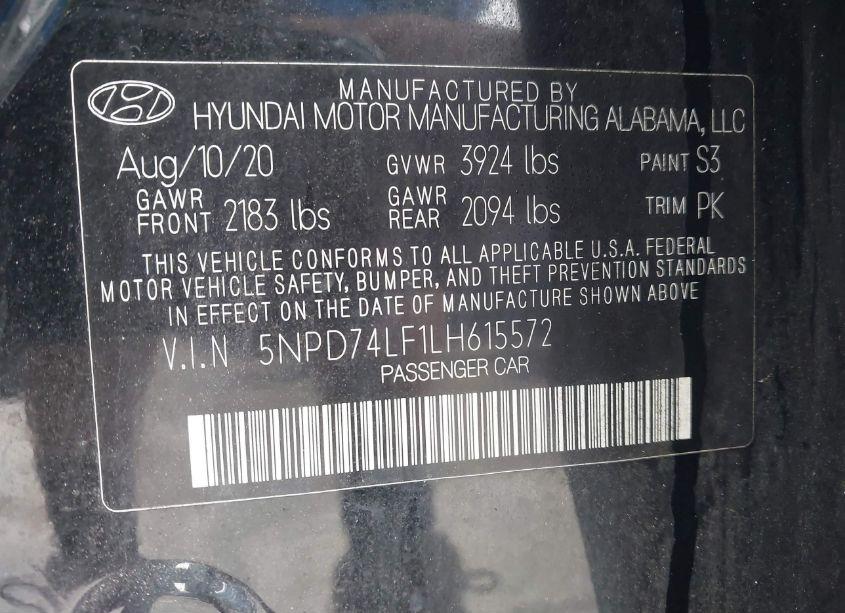 MANUFACTURED BY
HYUNDAI MOTOR MANUFACTURING ALABAMA, LLC
Aug/10/20 GVWR 3924 lbs PAINT S3
GAWR FRONT 2183 lbs GAWR REAR 2094 lbs TRIM PK
THIS VEHICLE CONFORMS TO ALL APPLICABLE U.S.A. FEDERAL
MOTOR VEHICLE SAFETY, BUMPER, AND THEFT PREVENTION STANDARDS
IN EFFECT ON THE DATE OF MANUFACTURE SHOWN ABOVE
V.I.N 5NPD74LF1LH615572
PASSENGER CAR